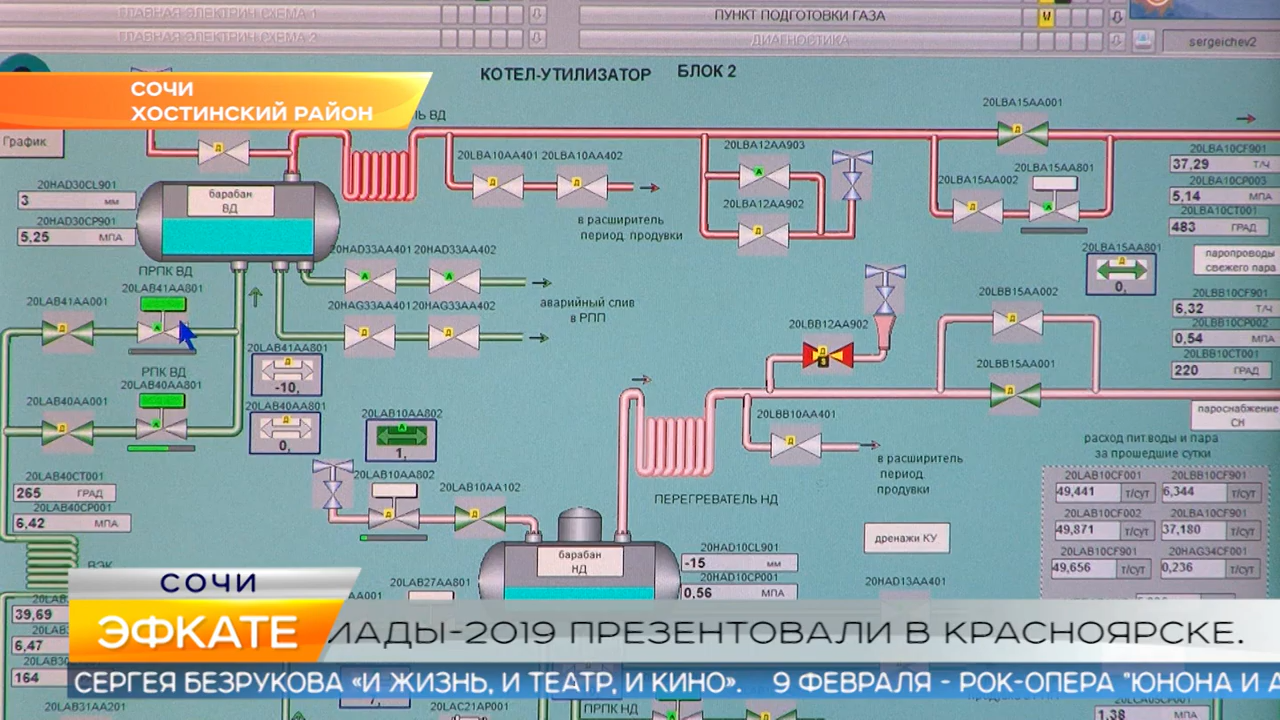 ГЛАВНАЯ ЭЛЕКТРИЧ СХЕМА 1
ПУНКТ ПОДГОТОВКИ ГАЗА
W
ГЛАВНАЯ ЭЛЕКТРИЧ СХЕМА 2
ДИАГНОСТИКА
sergeichev2
КОТЕЛ-УТИЛИЗАТОР БЛОК 2
СОЧИ
ХОСТИНСКИЙ РАЙОН
ВД
График
20LBA15AA001
20LBA10AA401 20LBA10AA402
20LBA12AA903
20LBA12AA902
20LBA15AA002
20LBA15AA801
20LBA10CF901
37,29 Т/Ч
20LBA10CP003
5,14 МПА
20LBA10CT001
483 ГРАД
20HAD30CL901
3 мм
20HAD30CP901
5,25 МПА
барабан
ВД
в расширитель
период. продувки
20LBA15AA801
0,
паропроводы
свежего пара
20HAD33AA401 20HAD33AA402
20HAG33AA401 20HAG33AA402
аварийный слив
в РПП
ПРПК ВД
20LAB41AA801
20LAB41AA001
20LAB41AA801
-10,
20LBB12AA902
20LBB15AA002
20LBB15AA001
20LBB10CF901
6,32 Т/Ч
20LBB10CP002
0,54 МПА
20LBB10CT001
220 ГРАД
РПК ВД
20LAB40AA801
20LAB40AA001
20LAB40AA801
0,
20LAB10AA802
1,
20LBB10AA401
в расширитель
период.
продувки
пароснабжение
СН
расход пит.воды и пара
за прошедшие сутки
20LAB10CF001 20LBB10CF901
49,441 т/сут 6,344 т/сут
20LAB10CF002 20LBA10CF901
49,871 т/сут 37,180 т/сут
20LAB10CF901 20HAG34CF001
49,656 т/сут 0,236 т/сут
20LAB40CT001
265 ГРАД
20LAB40CP001
6,42 МПА
20LAB10AA802
20LAB10AA102
ПЕРЕГРЕВАТЕЛЬ НД
дренажи КУ
барабан
НД
20HAD10CL901
-15 мм
20HAD10CP001
0,56 МПА
20HAD13AA401
20LAB27AA801
ВЭК
39,69
6,47
164
20LAB31AA201
20LAC21AP001
ПРПК НД
1,38 МПА
СОЧИ
ЭФКАТЕ
ИАДЫ-2019 ПРЕЗЕНТОВАЛИ В КРАСНОЯРСКЕ.
СЕРГЕЯ БЕЗРУКОВА «И ЖИЗНЬ, И ТЕАТР, И КИНО». 9 ФЕВРАЛЯ - РОК-ОПЕРА "ЮНОНА И А